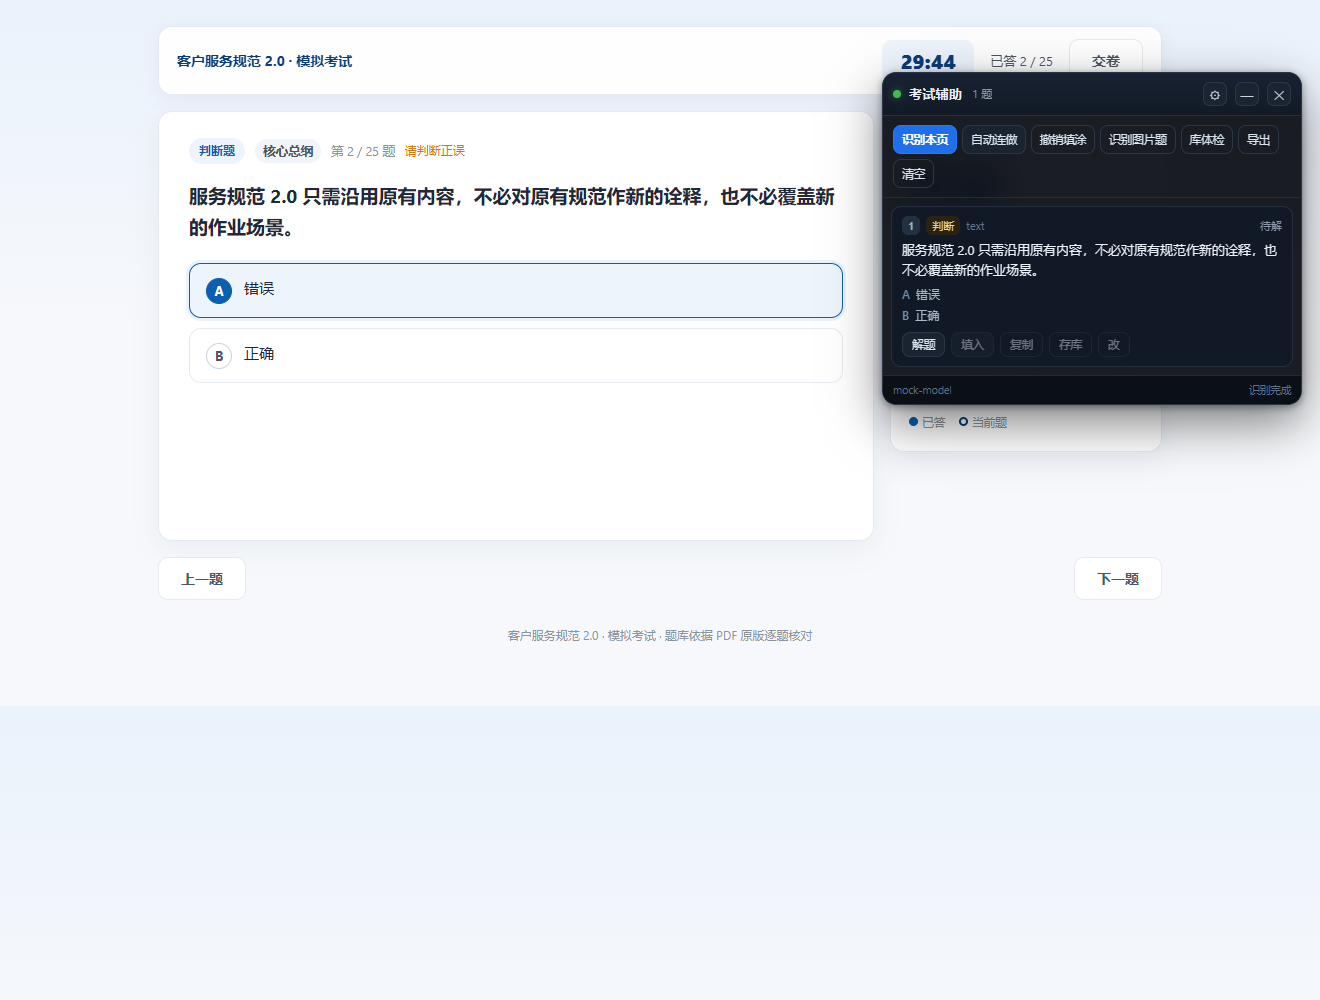 客户服务规范 2.0 · 模拟考试
29:44
已答 2 / 25
交卷
判断题 核心总纲 第 2 / 25 题 请判断正误
服务规范 2.0 只需沿用原有内容，不必对原有规范作新的诠释，也不必覆盖新
的作业场景。
A 错误
B 正确
考试辅助 1 题
识别本页 自动连做 撤销填涂 识别图片题 库体检 导出
清空
1 判断 text 待解
服务规范 2.0 只需沿用原有内容，不必对原有规范作新的诠释，也
不必覆盖新的作业场景。
A 错误
B 正确
解题 填入 复制 存库 改
mock-model 识别完成
已答 当前题
上一题 下一题
客户服务规范 2.0 · 模拟考试 · 题库依据 PDF 原版逐题核对